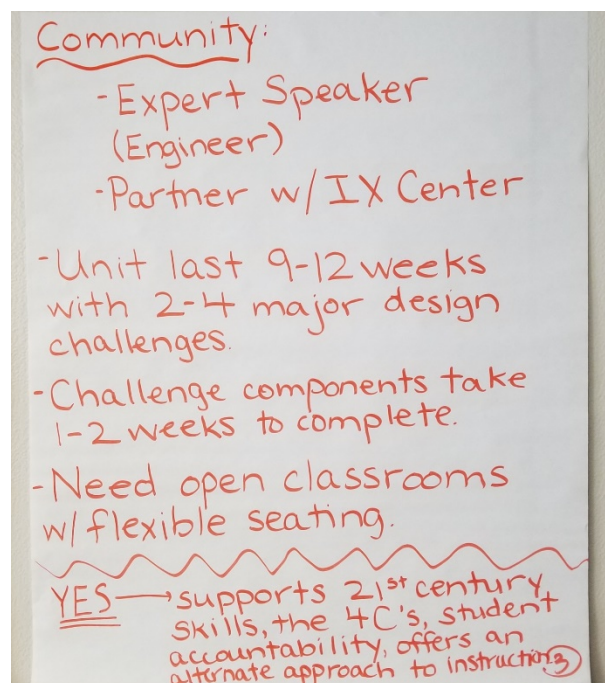 Community:
- Expert Speaker
(Engineer)
- Partner w/ IX Center
- Unit last 9-12 weeks
with 2-4 major design
challenges.
- Challenge components take
1-2 weeks to complete.
- Need open classrooms
w/ flexible seating.
YES → supports 21st century
skills, the 4C's, student
accountability, offers an
alternate approach to instruction.
3